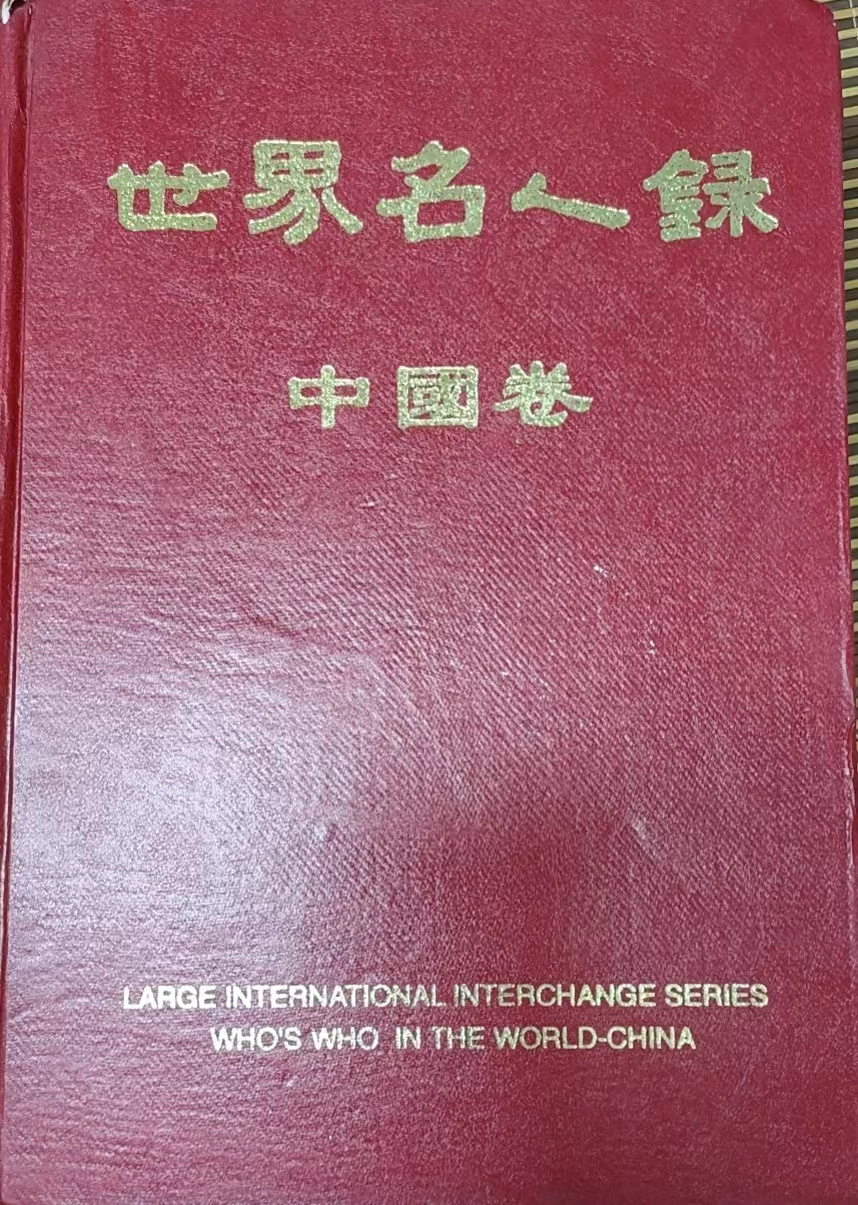 世界名人録
中國卷
LARGE INTERNATIONAL INTERCHANGE SERIES
WHO'S WHO IN THE WORLD-CHINA